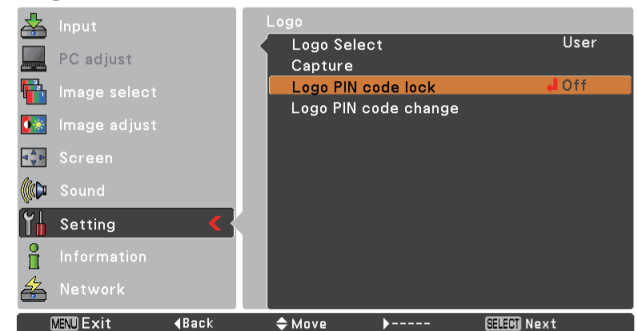 Input
PC adjust
Image select
Image adjust
Screen
Sound
Setting
Information
Network
Logo
Logo Select User
Capture
Logo PIN code lock Off
Logo PIN code change
MENU Exit ◀Back ◆Move ▶----- SELECT Next